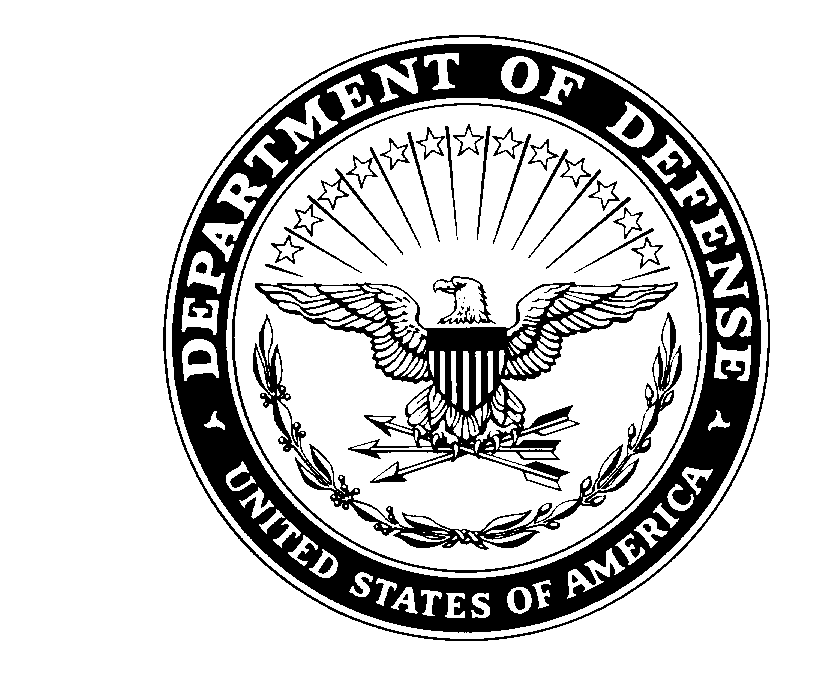 DEPARTMENT OF DEFENSE
UNITED STATES OF AMERICA